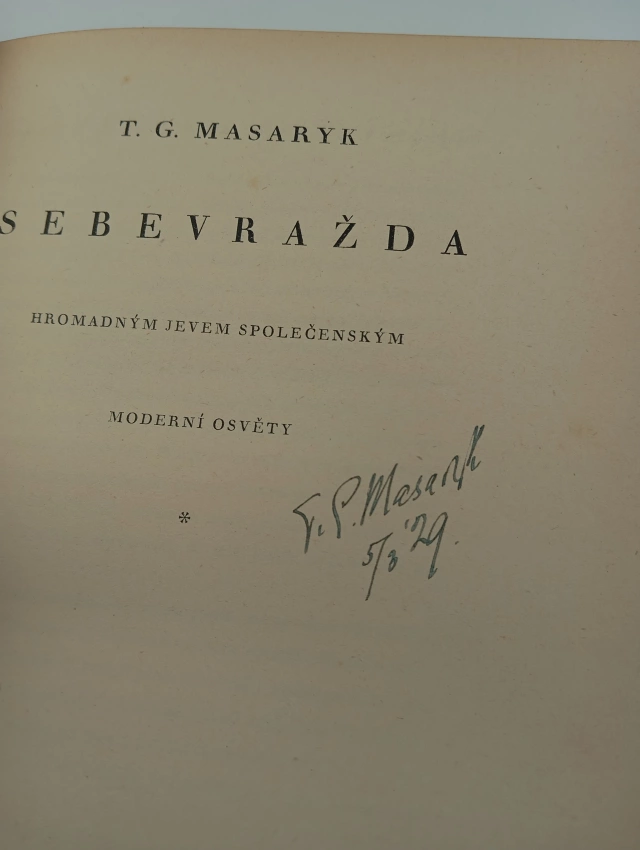 T. G. MASARYK
SEBEVRAŽDA
HROMADNÝM JEVEM SPOLEČENSKÝM
MODERNÍ OSVĚTY
*
T. G. Masaryk
5/3 '29.